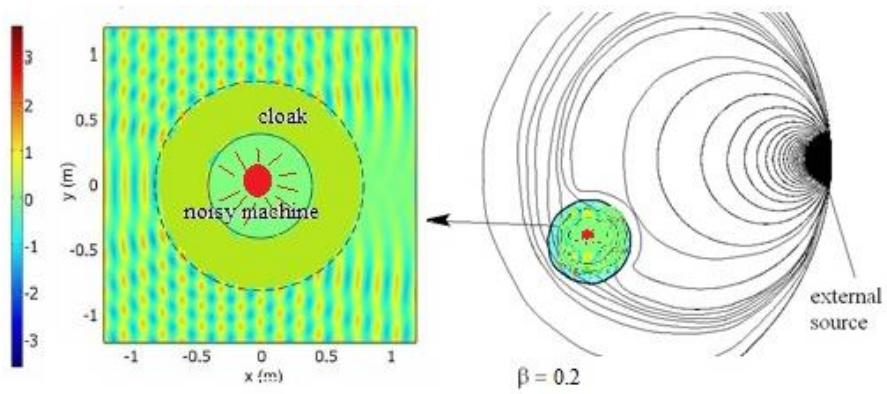 3
2
1
0
-1
-2
-3
1
0.5
0
-0.5
-1
y (m)
cloak
noisy machine
-1
-0.5
0
0.5
1
x (m)
external
source
β = 0.2